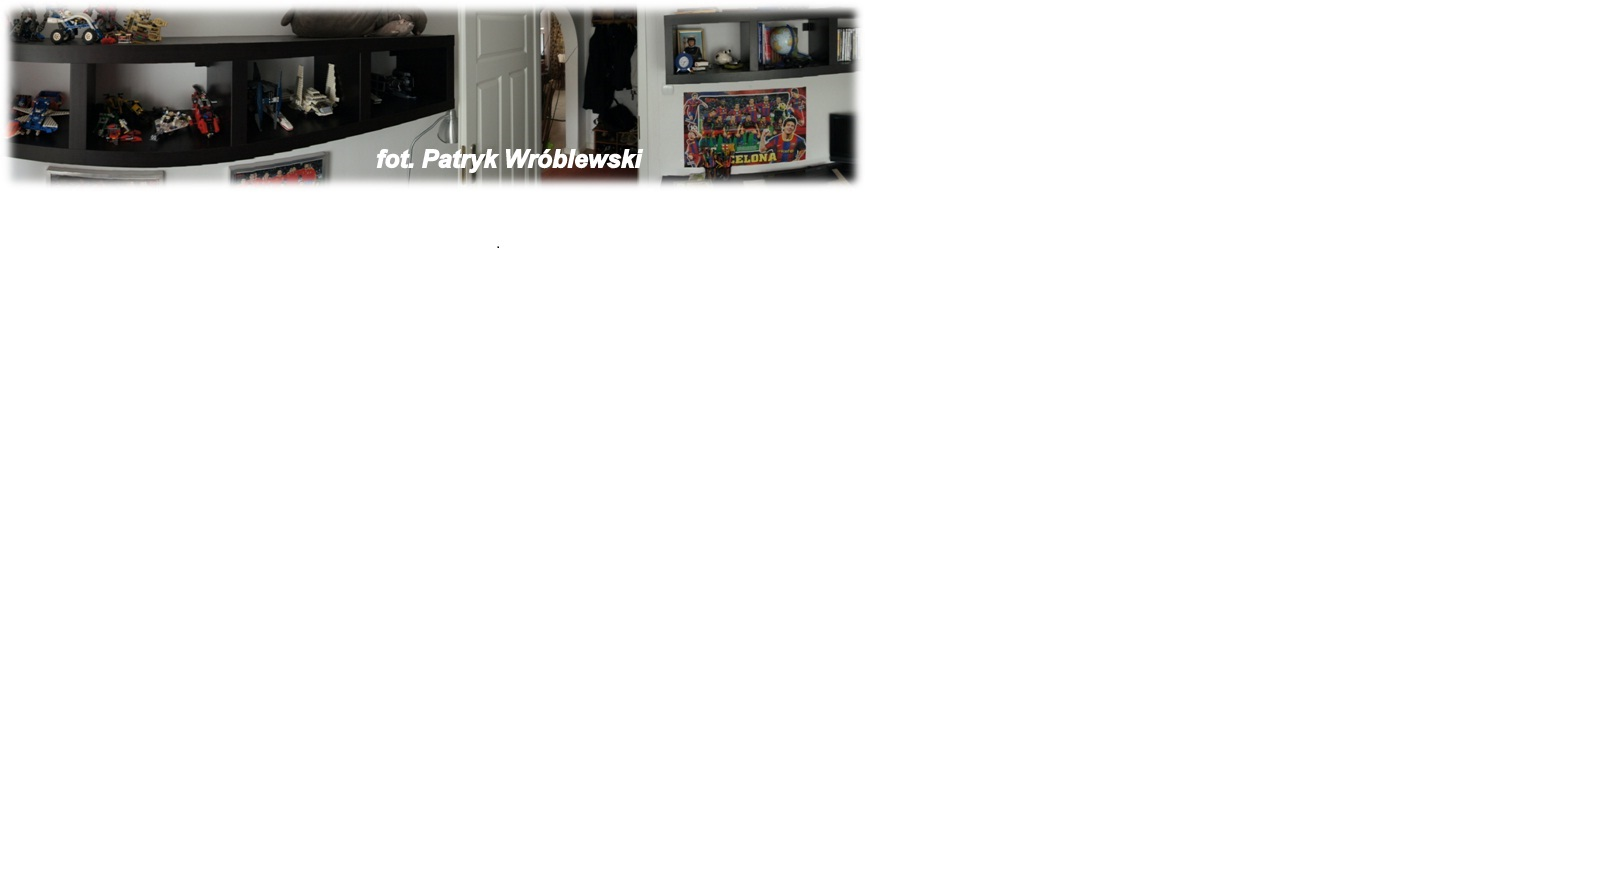 CELONA
fot. Patryk Wróblewski
.